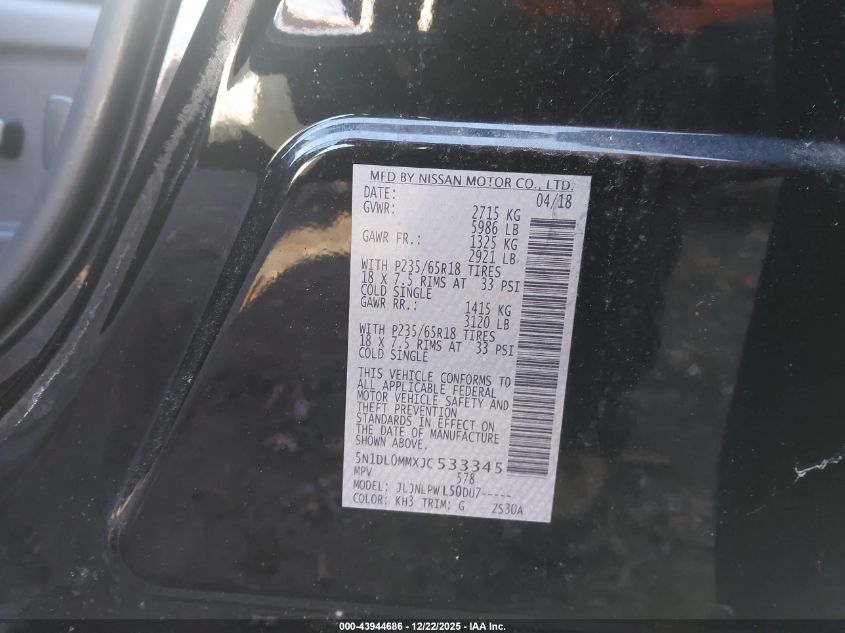 MFD BY NISSAN MOTOR CO., LTD.
DATE: 04/18
GVWR: 2715 KG
5986 LB
GAWR FR.: 1325 KG
2921 LB
WITH P235/65R18 TIRES
18 X 7.5 RIMS AT 33 PSI
COLD SINGLE
GAWR RR.: 1415 KG
3120 LB
WITH P235/65R18 TIRES
18 X 7.5 RIMS AT 33 PSI
COLD SINGLE
THIS VEHICLE CONFORMS TO
ALL APPLICABLE FEDERAL
MOTOR VEHICLE SAFETY AND
THEFT PREVENTION
STANDARDS IN EFFECT ON
THE DATE OF MANUFACTURE
SHOWN ABOVE.
5N1DL0MMXJC533345
MPV 578
MODEL: JLJNLPWL50DU7-----
COLOR: KH3 TRIM: G 2S30A
000-43944686 - 12/22/2025 - IAA Inc.